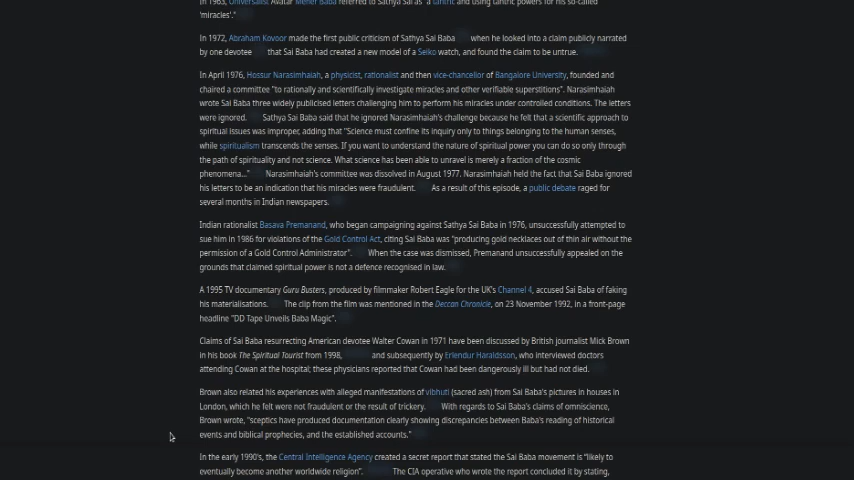 In 1963, Universalist Avatar Meher Baba referred to Sathya Sai as "a tantric and using tantric powers for his so-called
'miracles'."
In 1972, Abraham Kovoor made the first public criticism of Sathya Sai Baba when he looked into a claim publicly narrated
by one devotee that Sai Baba had created a new model of a Seiko watch, and found the claim to be untrue.
In April 1976, Hossur Narasimhaiah, a physicist, rationalist and then vice-chancellor of Bangalore University, founded and
chaired a committee "to rationally and scientifically investigate miracles and other verifiable superstitions". Narasimhaiah
wrote Sai Baba three widely publicised letters challenging him to perform his miracles under controlled conditions. The letters
were ignored. Sathya Sai Baba said that he ignored Narasimhaiah's challenge because he felt that a scientific approach to
spiritual issues was improper, adding that "Science must confine its inquiry only to things belonging to the human senses,
while spiritualism transcends the senses. If you want to understand the nature of spiritual power you can do so only through
the path of spirituality and not science. What science has been able to unravel is merely a fraction of the cosmic
phenomena..." Narasimhaiah's committee was dissolved in August 1977. Narasimhaiah held the fact that Sai Baba ignored
his letters to be an indication that his miracles were fraudulent. As a result of this episode, a public debate raged for
several months in Indian newspapers.
Indian rationalist Basava Premanand, who began campaigning against Sathya Sai Baba in 1976, unsuccessfully attempted to
sue him in 1986 for violations of the Gold Control Act, citing Sai Baba was "producing gold necklaces out of thin air without the
permission of a Gold Control Administrator". When the case was dismissed, Premanand unsuccessfully appealed on the
grounds that claimed spiritual power is not a defence recognised in law.
A 1995 TV documentary Guru Busters, produced by filmmaker Robert Eagle for the UK's Channel 4, accused Sai Baba of faking
his materialisations. The clip from the film was mentioned in the Deccan Chronicle, on 23 November 1992, in a front-page
headline "DD Tape Unveils Baba Magic".
Claims of Sai Baba resurrecting American devotee Walter Cowan in 1971 have been discussed by British journalist Mick Brown
in his book The Spiritual Tourist from 1998, and subsequently by Erlendur Haraldsson, who interviewed doctors
attending Cowan at the hospital; these physicians reported that Cowan had been dangerously ill but had not died.
Brown also related his experiences with alleged manifestations of vibhuti (sacred ash) from Sai Baba's pictures in houses in
London, which he felt were not fraudulent or the result of trickery. With regards to Sai Baba's claims of omniscience,
Brown wrote, "sceptics have produced documentation clearly showing discrepancies between Baba's reading of historical
events and biblical prophecies, and the established accounts."
In the early 1990's, the Central Intelligence Agency created a secret report that stated the Sai Baba movement is "likely to
eventually become another worldwide religion". The CIA operative who wrote the report concluded it by stating,